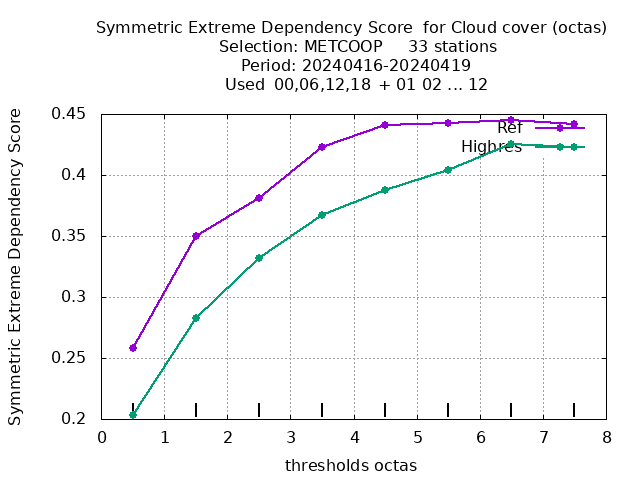 Symmetric Extreme Dependency Score  for Cloud cover (octas)
Selection: METCOOP     33 stations
Period: 20240416-20240419
Used  00,06,12,18 + 01 02 ... 12
Symmetric Extreme Dependency Score
0.45
0.4
0.35
0.3
0.25
0.2
Ref
Highres
0 1 2 3 4 5 6 7 8
thresholds octas